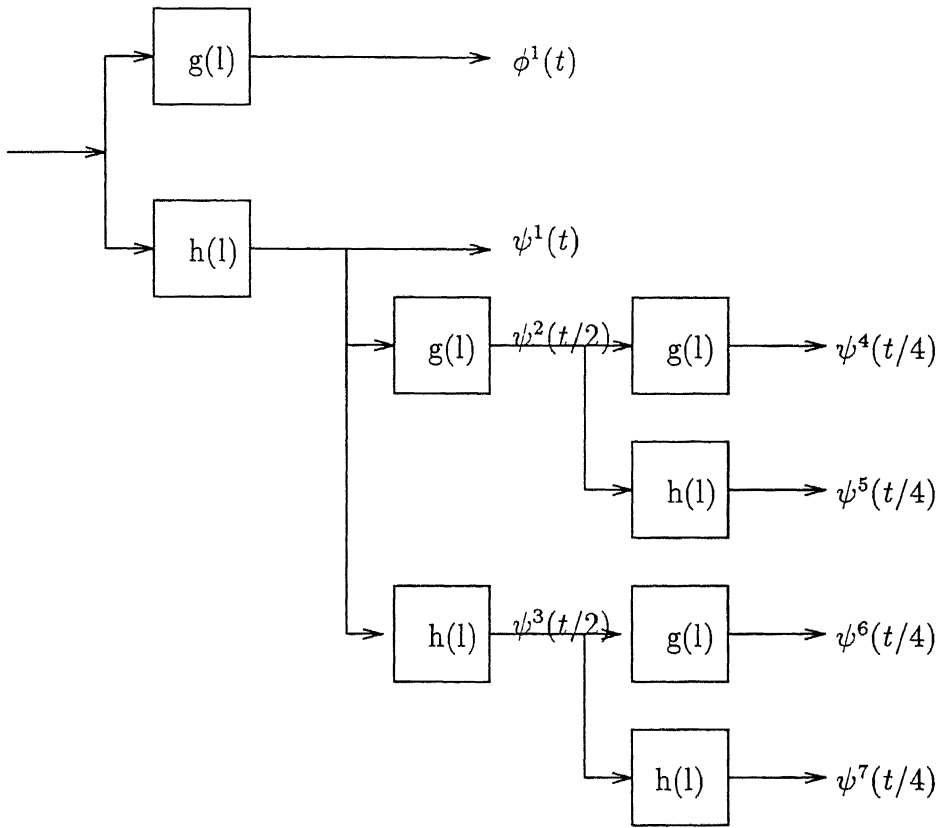 g(l) ϕ¹(t)
h(l) ψ¹(t)
g(l) ψ²(t/2) g(l) ψ⁴(t/4)
h(l) ψ⁵(t/4)
h(l) ψ³(t/2) g(l) ψ⁶(t/4)
h(l) ψ⁷(t/4)